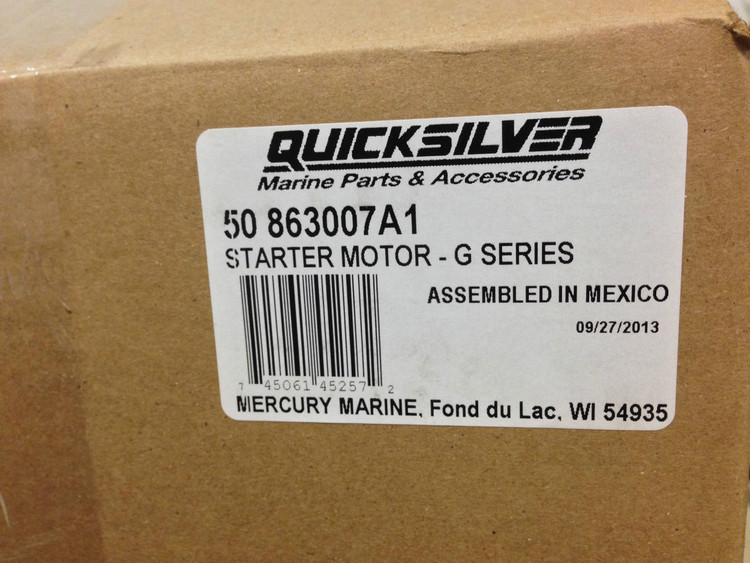 QUICKSILVER
Marine Parts & Accessories
50 863007A1
STARTER MOTOR - G SERIES
ASSEMBLED IN MEXICO
09/27/2013
7 45061 45257 2
MERCURY MARINE, Fond du Lac, WI 54935